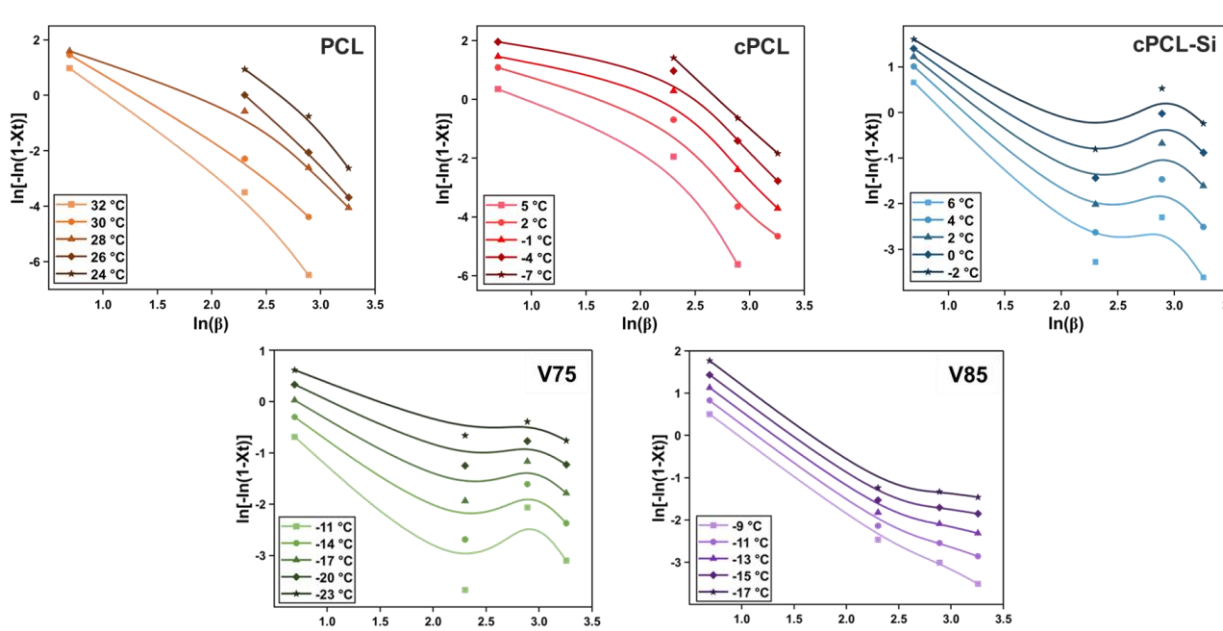 PCL
ln[-ln(1-Xt)]
2
0
-2
-4
-6
32 °C
30 °C
28 °C
26 °C
24 °C
1.0 1.5 2.0 2.5 3.0 3.5
ln(β)
cPCL
ln[-ln(1-Xt)]
2
0
-2
-4
-6
5 °C
2 °C
-1 °C
-4 °C
-7 °C
1.0 1.5 2.0 2.5 3.0 3.5
ln(β)
cPCL-Si
ln[-ln(1-Xt)]
1
0
-1
-2
-3
6 °C
4 °C
2 °C
0 °C
-2 °C
1.0 1.5 2.0 2.5 3.0 3.5
ln(β)
V75
ln[-ln(1-Xt)]
1
0
-1
-2
-3
-11 °C
-14 °C
-17 °C
-20 °C
-23 °C
1.0 1.5 2.0 2.5 3.0 3.5
ln(β)
V85
ln[-ln(1-Xt)]
2
1
0
-1
-2
-3
-9 °C
-11 °C
-13 °C
-15 °C
-17 °C
1.0 1.5 2.0 2.5 3.0 3.5
ln(β)